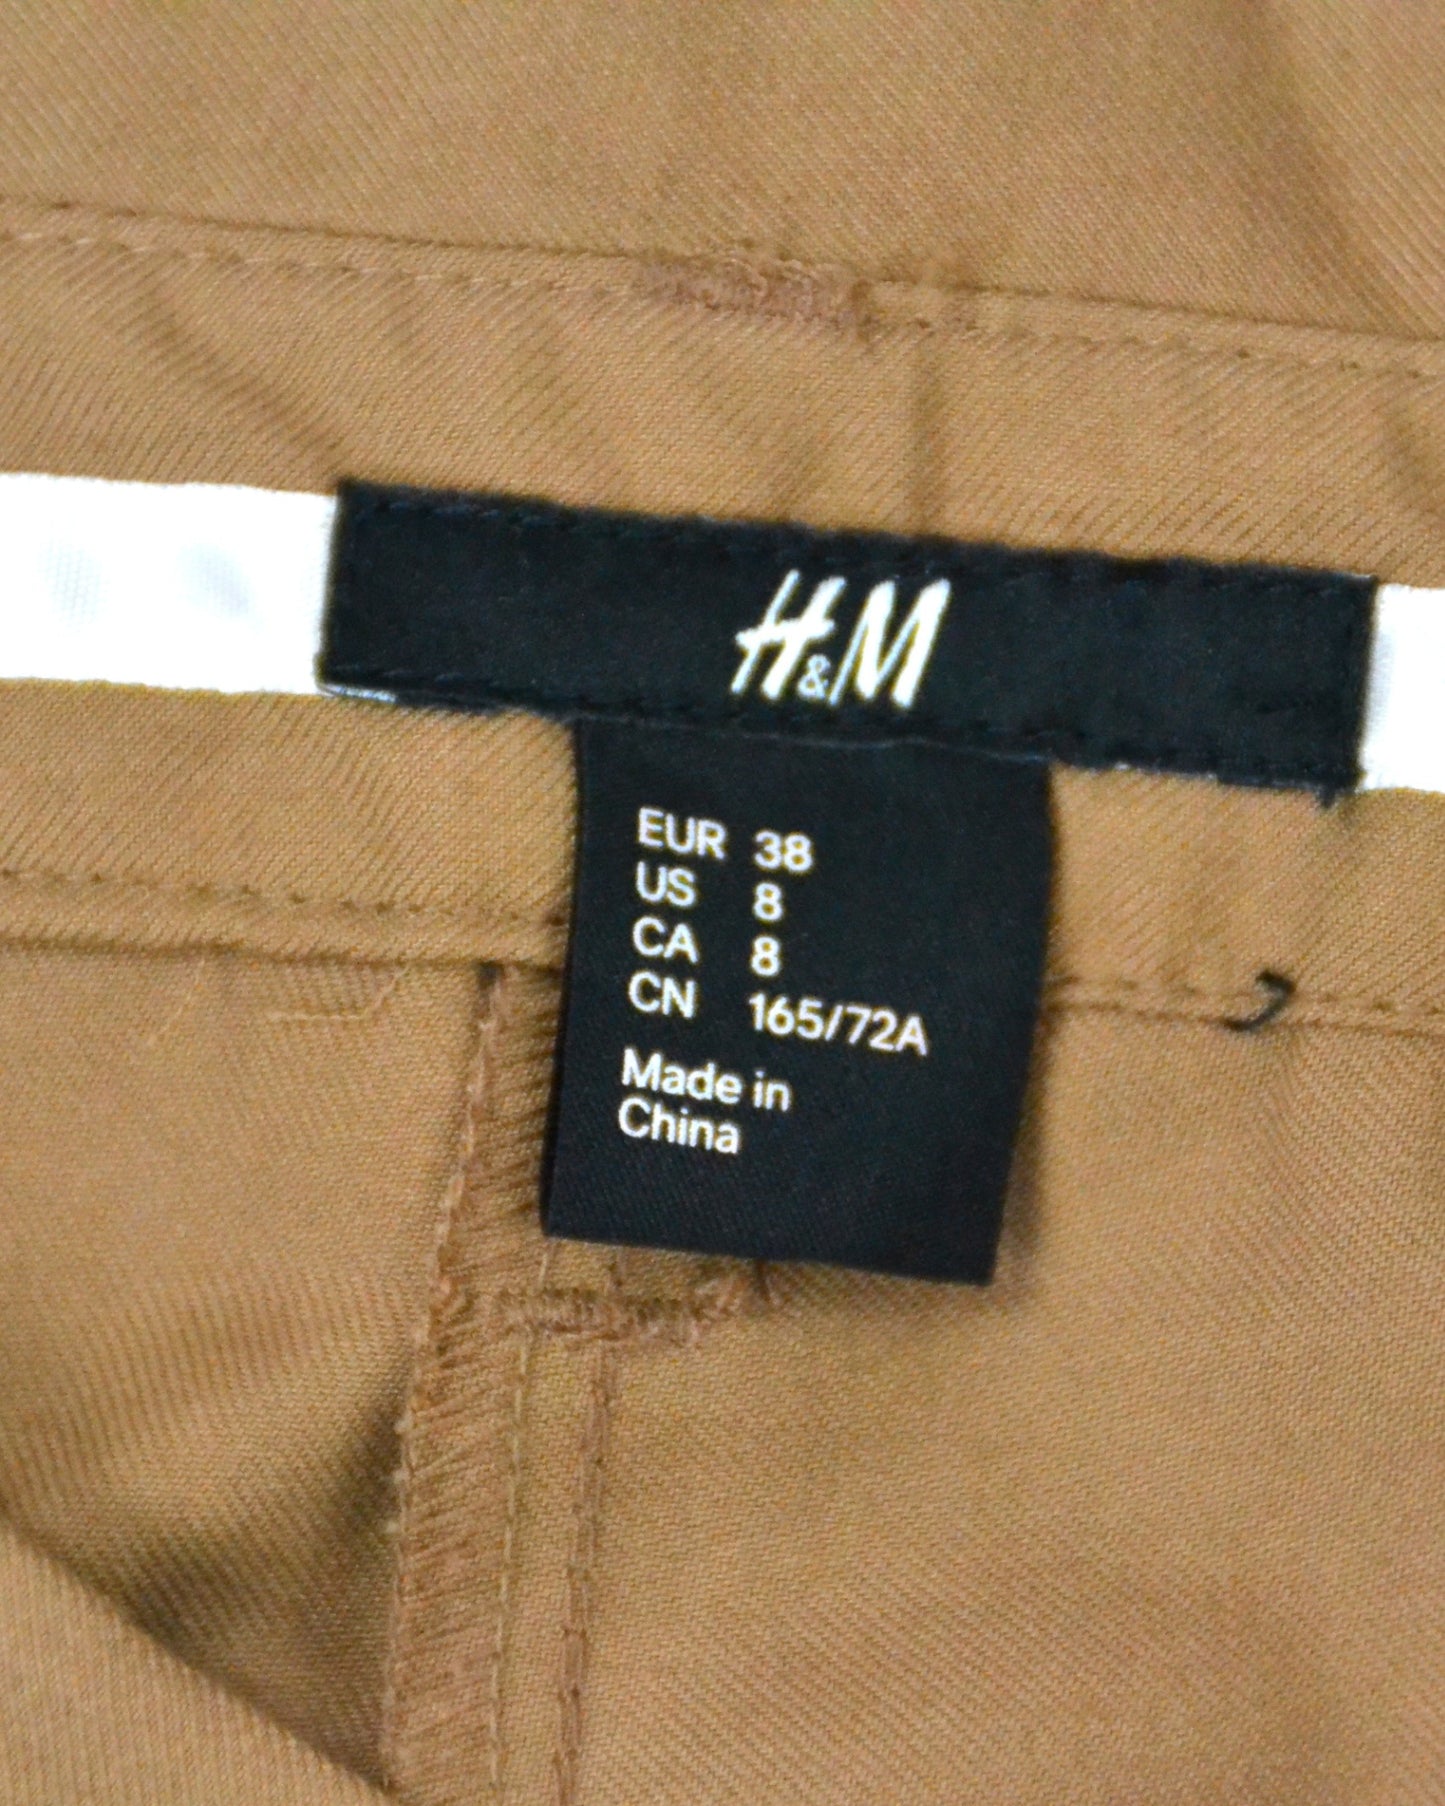 H&M
EUR 38
US 8
CA 8
CN 165/72A
Made in
China